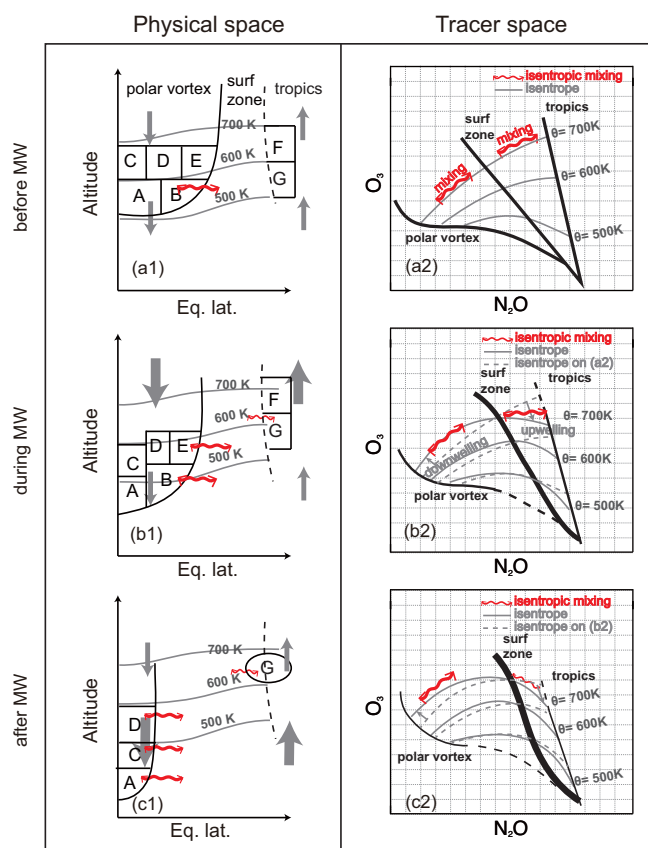 Physical space
Tracer space
before MW
polar vortex
surf
zone
tropics
700 K
600 K
500 K
C
D
E
F
G
A
B
Altitude
(a1)
Eq. lat.
isentropic mixing
isentrope
surf
zone
tropics
mixing
mixing
θ= 700K
θ= 600K
θ= 500K
O₃
polar vortex
(a2)
N₂O
during MW
700 K
600 K
500 K
F
G
D
E
C
A
B
Altitude
(b1)
Eq. lat.
isentropic mixing
isentrope
isentrope on (a2)
surf
zone
tropics
θ= 700K
upwelling
downwelling
θ= 600K
θ= 500K
O₃
polar vortex
(b2)
N₂O
after MW
700 K
600 K
500 K
G
D
C
A
Altitude
(c1)
Eq. lat.
isentropic mixing
isentrope
isentrope on (b2)
surf
zone
tropics
θ= 700K
θ= 600K
θ= 500K
O₃
polar vortex
(c2)
N₂O